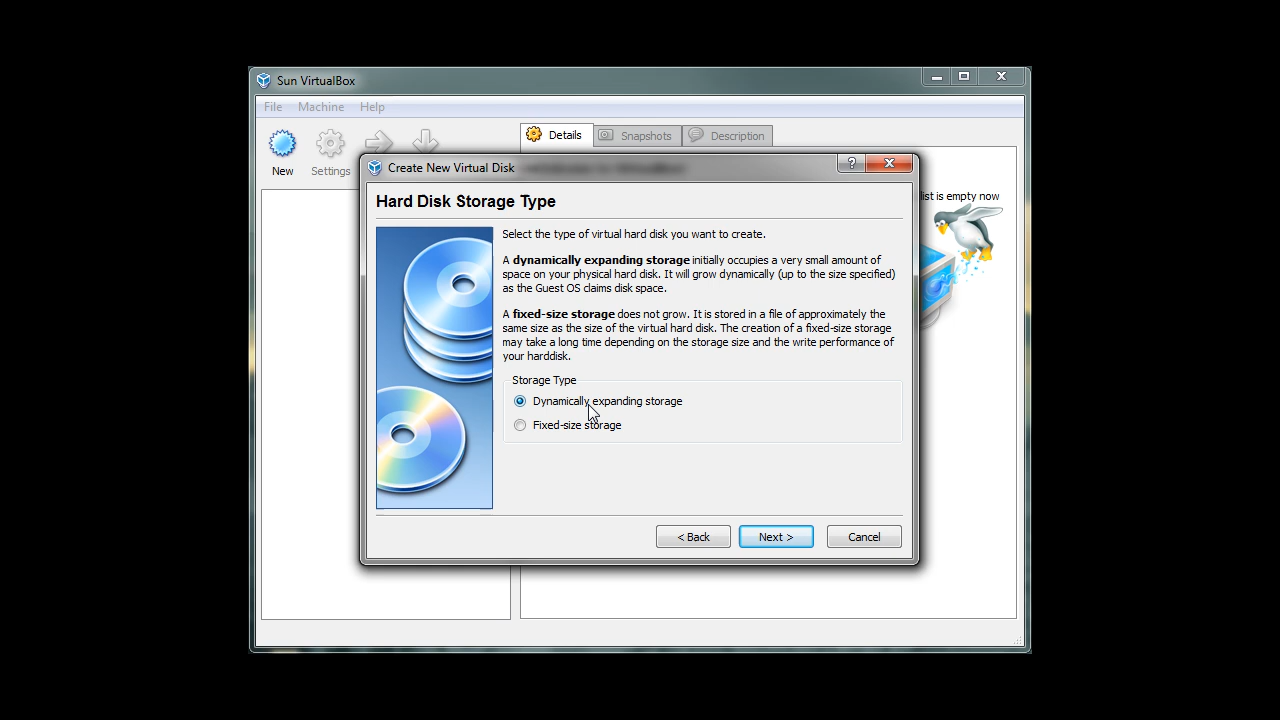 Sun VirtualBox
File Machine Help
New
Settings
Details
Snapshots
Description
list is empty now
Create New Virtual Disk
?
Hard Disk Storage Type
Select the type of virtual hard disk you want to create.
A dynamically expanding storage initially occupies a very small amount of
space on your physical hard disk. It will grow dynamically (up to the size specified)
as the Guest OS claims disk space.
A fixed-size storage does not grow. It is stored in a file of approximately the
same size as the size of the virtual hard disk. The creation of a fixed-size storage
may take a long time depending on the storage size and the write performance of
your harddisk.
Storage Type
Dynamically expanding storage
Fixed-size storage
< Back
Next >
Cancel